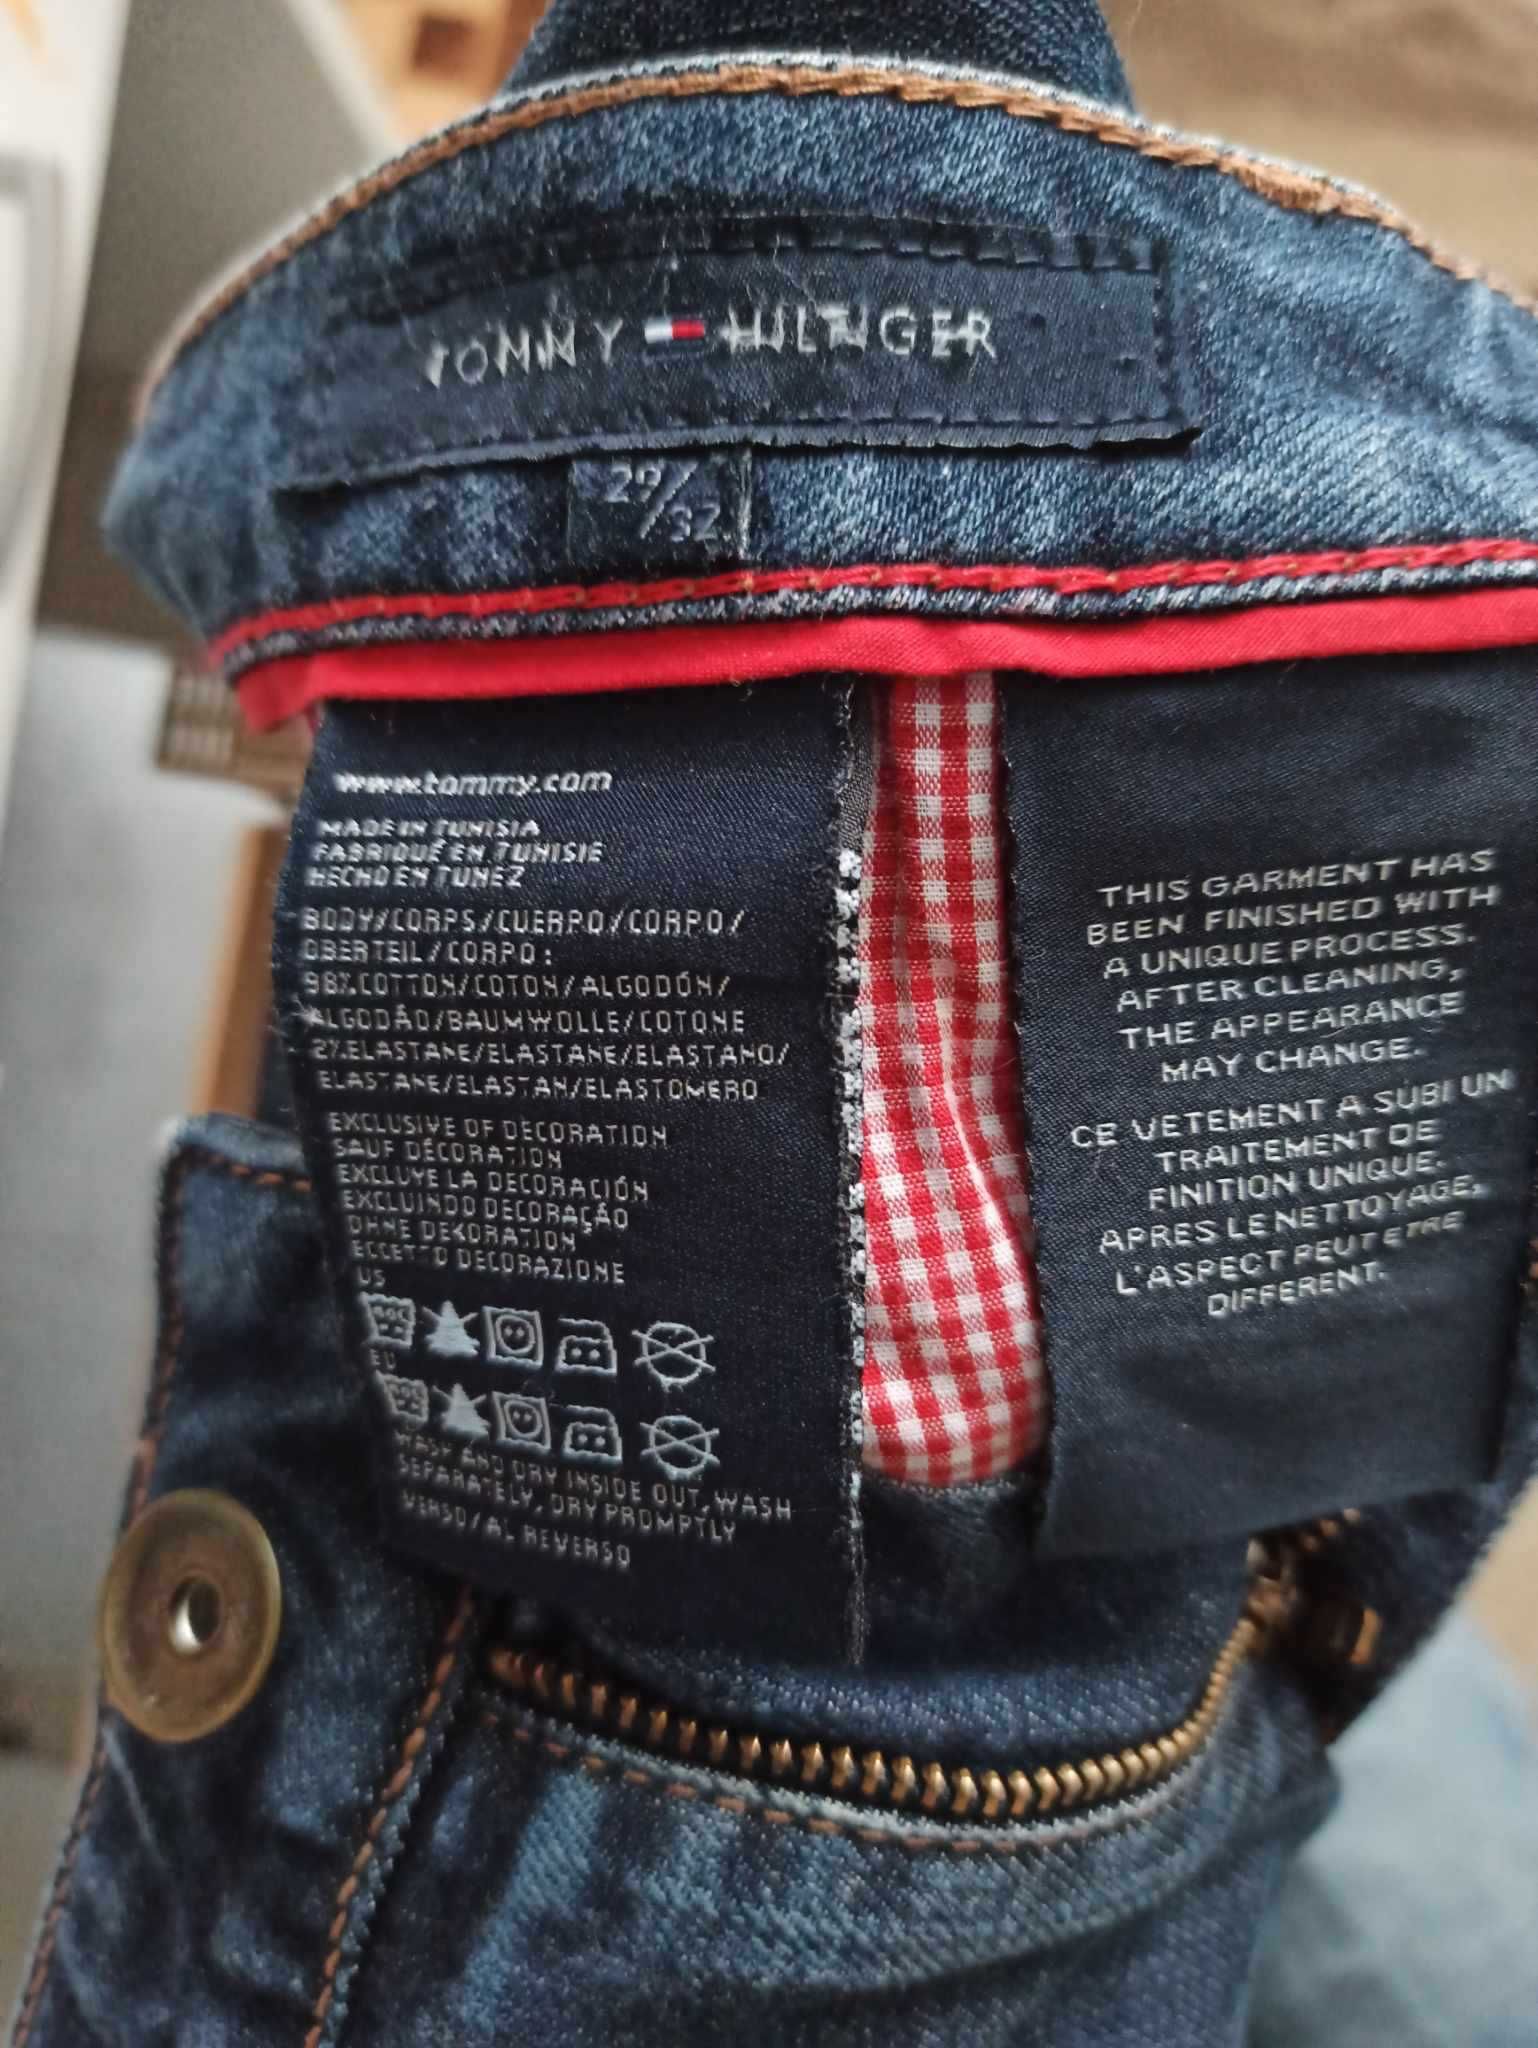 TOMMY HILFIGER
29/32
www.tommy.com
MADE IN TUNISIA
FABRIQUÉ EN TUNISIE
HECHO EN TUNEZ
BODY/CORPS/CUERPO/CORPO/
OBERTEIL/CORPO:
98% COTTON/COTON/ALGODÓN/
ALGODÃO/BAUMWOLLE/COTONE
2% ELASTANE/ELASTANE/ELASTANO/
ELASTANE/ELASTAN/ELASTOMERO
EXCLUSIVE OF DECORATION
SAUF DÉCORATION
EXCLUYE LA DECORACIÓN
EXCLUINDO DECORAÇÃO
OHNE DEKORATION
ECCETTO DECORAZIONE
US
EU
WASH AND DRY INSIDE OUT, WASH
SEPARATELY, DRY PROMPTLY
VERSO/AL REVERSO
THIS GARMENT HAS
BEEN FINISHED WITH
A UNIQUE PROCESS.
AFTER CLEANING,
THE APPEARANCE
MAY CHANGE.
CE VETEMENT A SUBI UN
TRAITEMENT DE
FINITION UNIQUE.
APRES LE NETTOYAGE,
L'ASPECT PEUT ETRE
DIFFERENT.